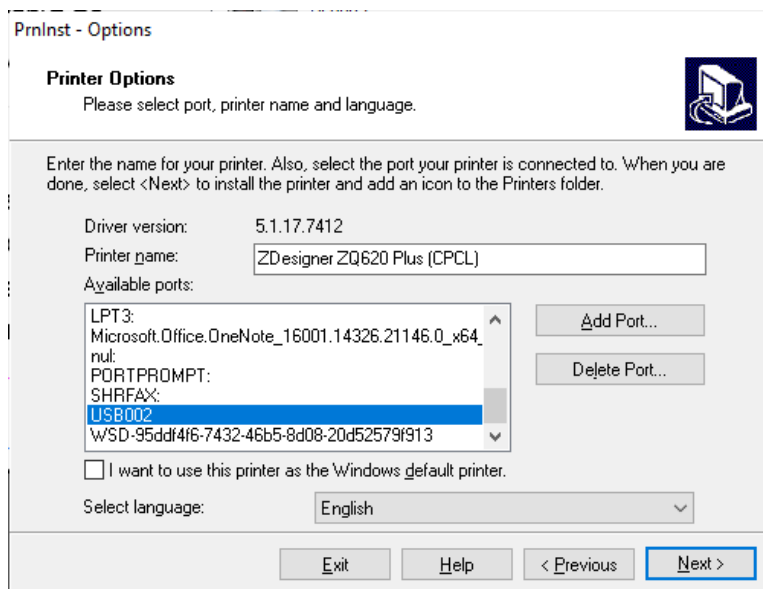 PrnInst - Options
Printer Options
Please select port, printer name and language.
Enter the name for your printer. Also, select the port your printer is connected to. When you are
done, select <Next> to install the printer and add an icon to the Printers folder.
Driver version: 5.1.17.7412
Printer name: ZDesigner ZQ620 Plus (CPCL)
Available ports:
LPT3:
Microsoft.Office.OneNote_16001.14326.21146.0_x64_
nul:
PORTPROMPT:
SHRFAX:
USB002
WSD-95ddf4f6-7432-46b5-8d08-20d52579f913
Add Port...
Delete Port...
I want to use this printer as the Windows default printer.
Select language: English
Exit Help < Previous Next >